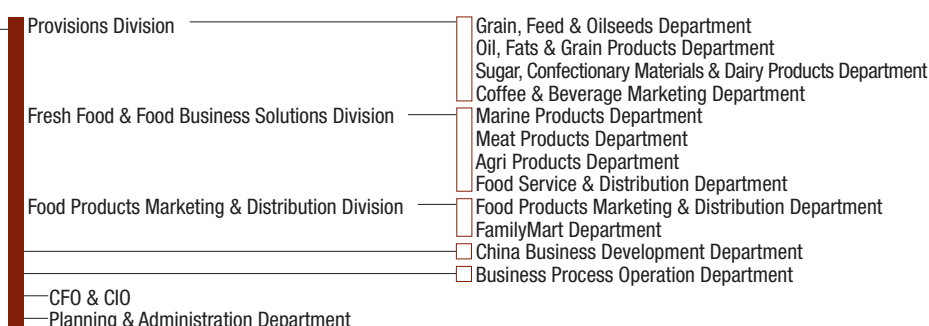 Provisions Division
Grain, Feed & Oilseeds Department
Oil, Fats & Grain Products Department
Sugar, Confectionary Materials & Dairy Products Department
Coffee & Beverage Marketing Department
Fresh Food & Food Business Solutions Division
Marine Products Department
Meat Products Department
Agri Products Department
Food Service & Distribution Department
Food Products Marketing & Distribution Division
Food Products Marketing & Distribution Department
FamilyMart Department
China Business Development Department
Business Process Operation Department
CFO & CIO
Planning & Administration Department